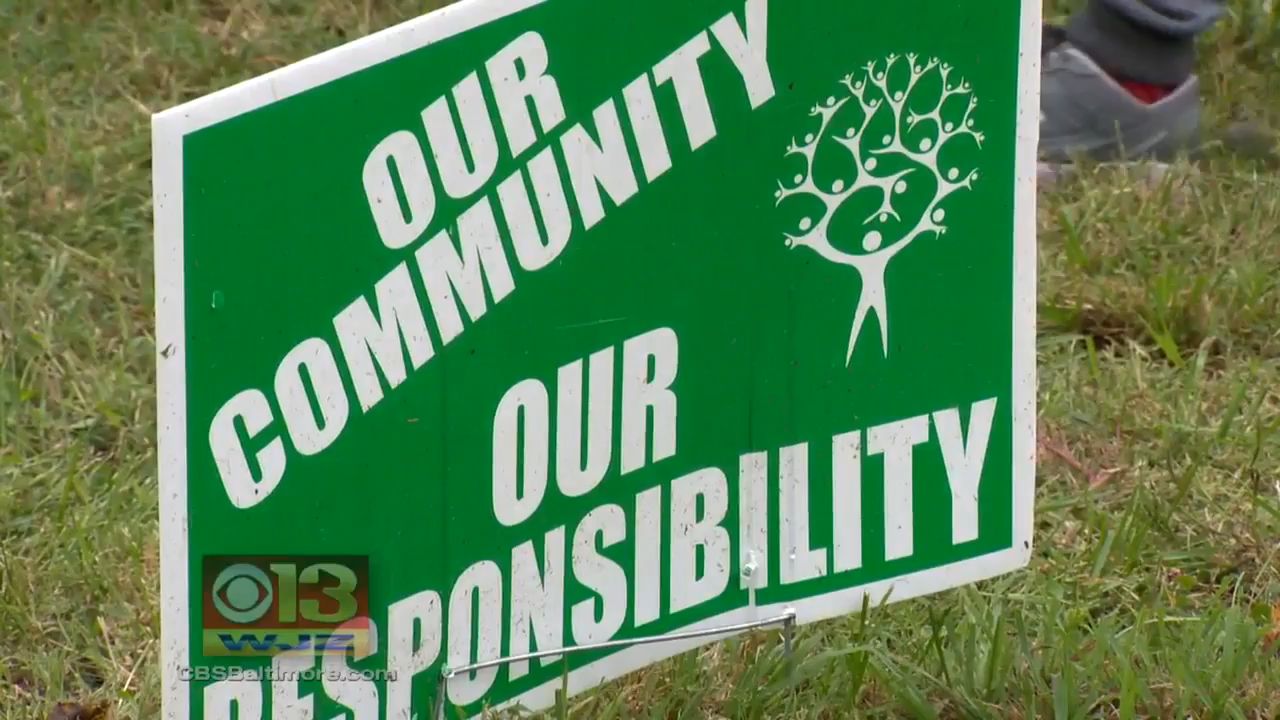 OUR
COMMUNITY
OUR
RESPONSIBILITY
13
WJZ
CBSBaltimore.com